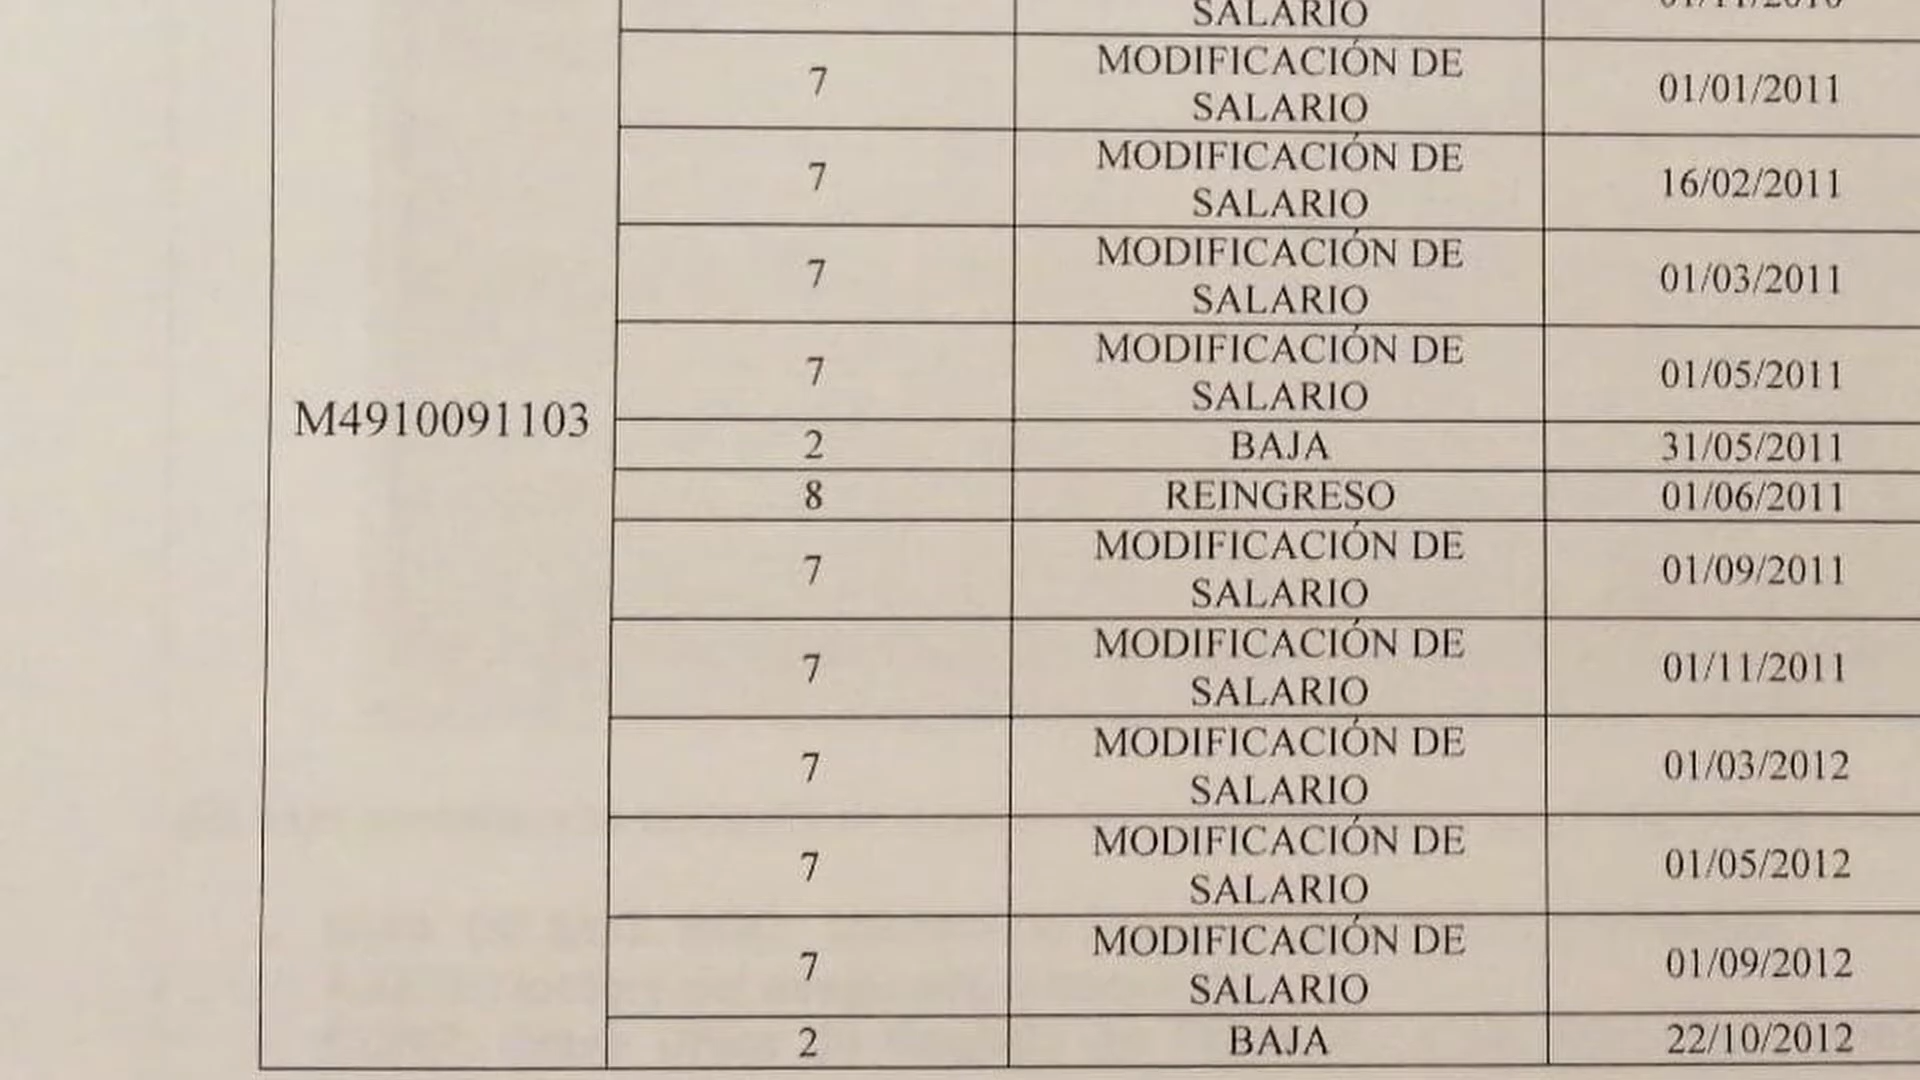 SALARIO
7 MODIFICACIÓN DE SALARIO 01/01/2011
7 MODIFICACIÓN DE SALARIO 16/02/2011
7 MODIFICACIÓN DE SALARIO 01/03/2011
7 MODIFICACIÓN DE SALARIO 01/05/2011
M4910091103
2 BAJA 31/05/2011
8 REINGRESO 01/06/2011
7 MODIFICACIÓN DE SALARIO 01/09/2011
7 MODIFICACIÓN DE SALARIO 01/11/2011
7 MODIFICACIÓN DE SALARIO 01/03/2012
7 MODIFICACIÓN DE SALARIO 01/05/2012
7 MODIFICACIÓN DE SALARIO 01/09/2012
2 BAJA 22/10/2012